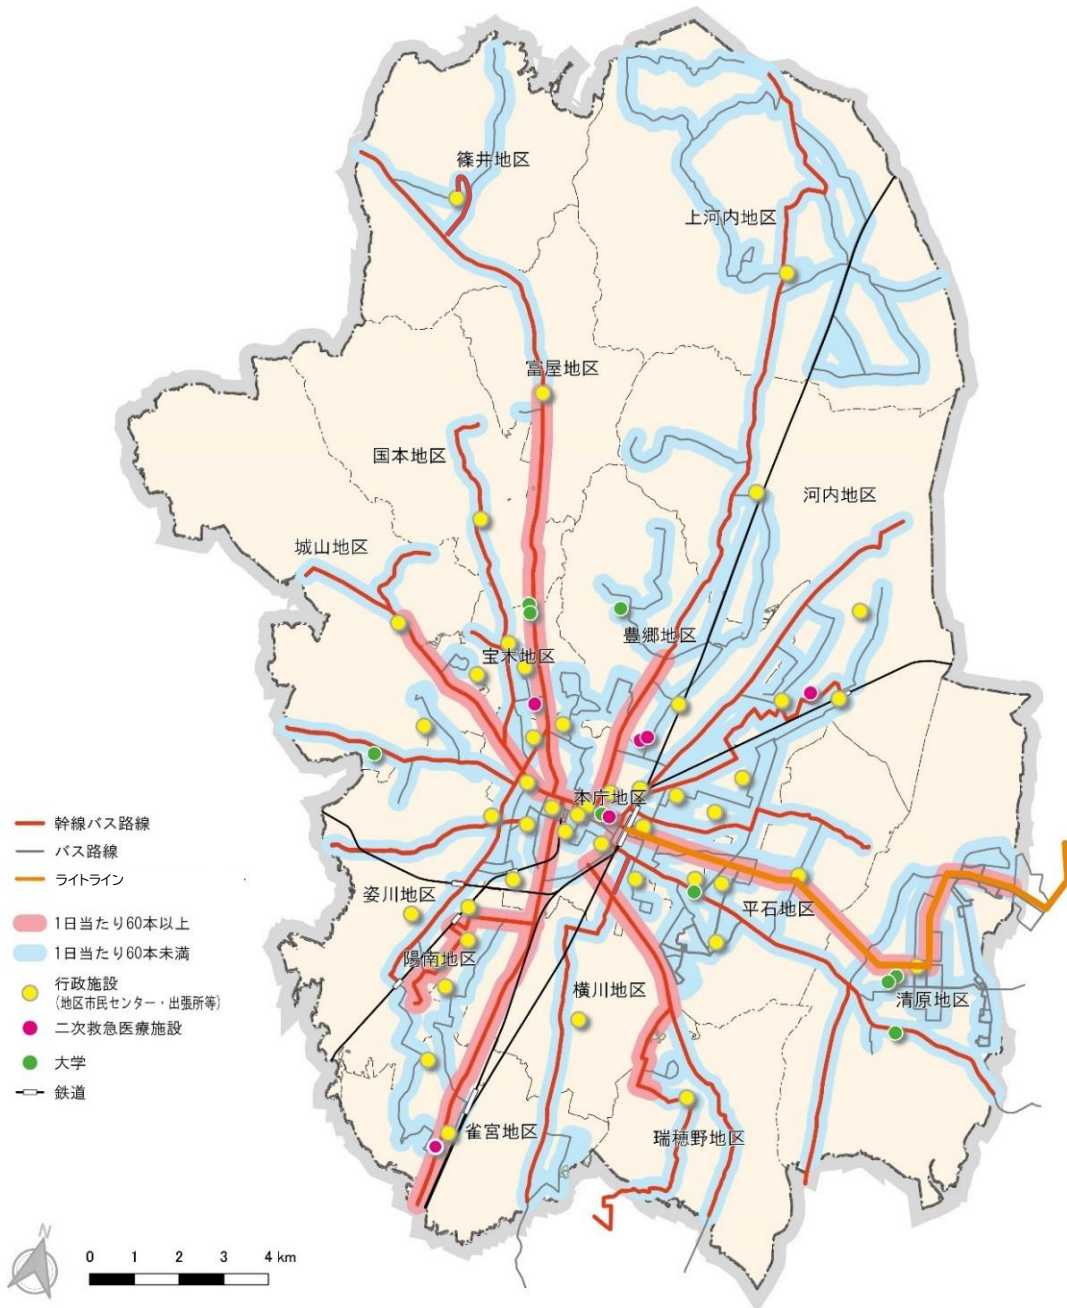 篠井地区
上河内地区
富屋地区
国本地区
河内地区
城山地区
豊郷地区
宝木地区
本庁地区
姿川地区
平石地区
陽南地区
横川地区
清原地区
雀宮地区
瑞穂野地区
幹線バス路線
バス路線
ライトライン
1日当たり60本以上
1日当たり60本未満
行政施設
(地区市民センター・出張所等)
二次救急医療施設
大学
鉄道
N
0 1 2 3 4 km